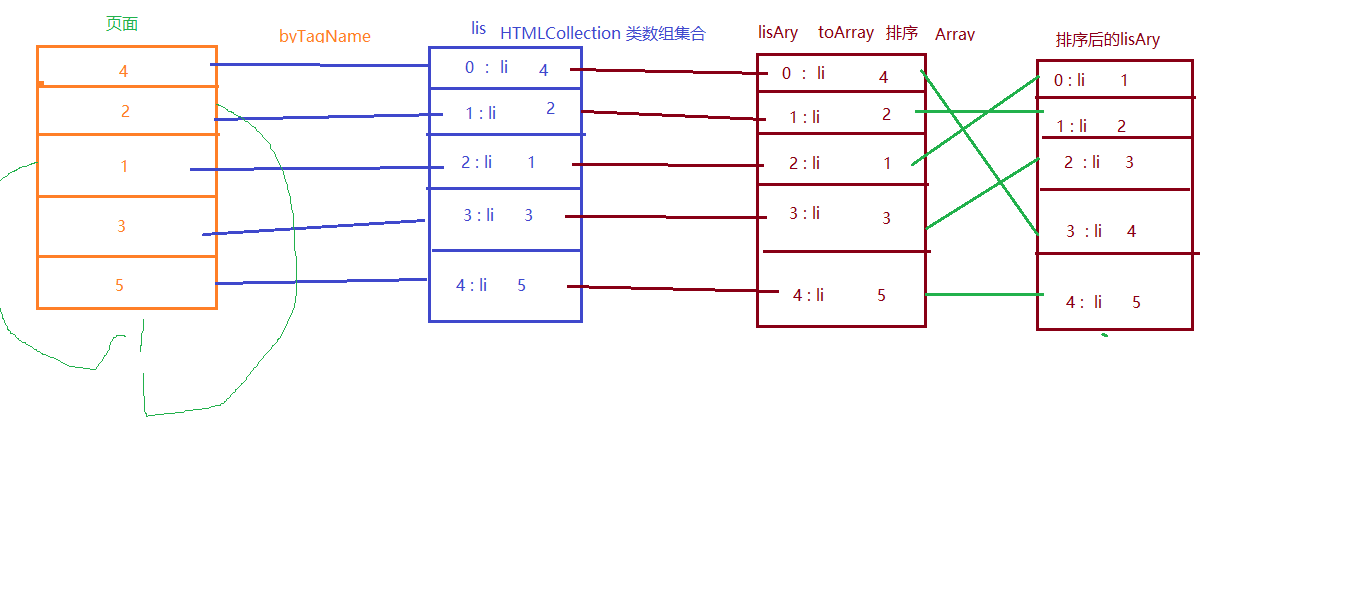 页面
byTagName
lis HTMLCollection 类数组集合
lisAry toArray 排序 Array
排序后的lisAry
4
2
1
3
5
0 : li 4
1 : li 2
2 : li 1
3 : li 3
4 : li 5
0 : li 4
1 : li 2
2 : li 1
3 : li 3
4 : li 5
0 : li 1
1 : li 2
2 : li 3
3 : li 4
4 : li 5